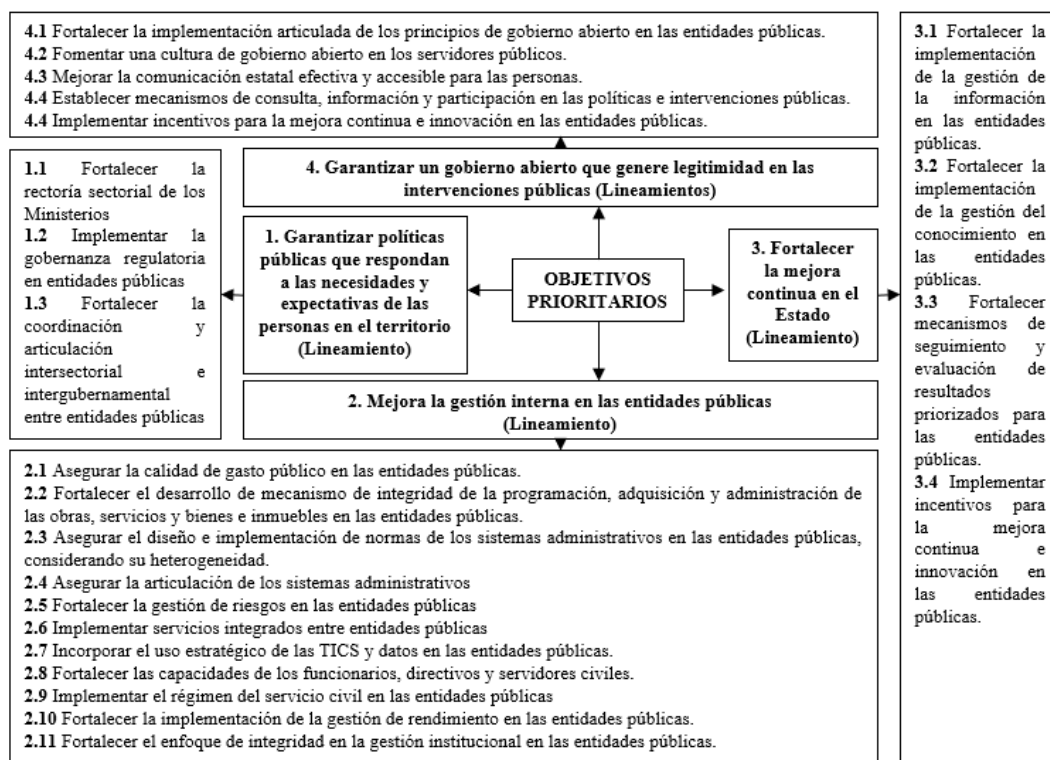 4.1 Fortalecer la implementación articulada de los principios de gobierno abierto en las entidades públicas.
4.2 Fomentar una cultura de gobierno abierto en los servidores públicos.
4.3 Mejorar la comunicación estatal efectiva y accesible para las personas.
4.4 Establecer mecanismos de consulta, información y participación en las políticas e intervenciones públicas.
4.4 Implementar incentivos para la mejora continua e innovación en las entidades públicas.
4. Garantizar un gobierno abierto que genere legitimidad en las
intervenciones públicas (Lineamientos)
1.1 Fortalecer la
rectoría sectorial de los
Ministerios
1.2 Implementar la
gobernanza regulatoria
en entidades públicas
1.3 Fortalecer la
coordinación y
articulación
intersectorial e
intergubernamental
entre entidades públicas
1. Garantizar políticas
públicas que respondan
a las necesidades y
expectativas de las
personas en el territorio
(Lineamiento)
OBJETIVOS
PRIORITARIOS
3. Fortalecer
la mejora
continua en el
Estado
(Lineamiento)
3.1 Fortalecer la
implementación
de la gestión de
la información
en las entidades
públicas.
3.2 Fortalecer la
implementación
de la gestión del
conocimiento en
las entidades
públicas.
3.3 Fortalecer
mecanismos de
seguimiento y
evaluación de
resultados
priorizados para
las entidades
públicas.
3.4 Implementar
incentivos para
la mejora
continua e
innovación en
las entidades
públicas.
2. Mejora la gestión interna en las entidades públicas
(Lineamiento)
2.1 Asegurar la calidad de gasto público en las entidades públicas.
2.2 Fortalecer el desarrollo de mecanismo de integridad de la programación, adquisición y administración de
las obras, servicios y bienes e inmuebles en las entidades públicas.
2.3 Asegurar el diseño e implementación de normas de los sistemas administrativos en las entidades públicas,
considerando su heterogeneidad.
2.4 Asegurar la articulación de los sistemas administrativos
2.5 Fortalecer la gestión de riesgos en las entidades públicas
2.6 Implementar servicios integrados entre entidades públicas
2.7 Incorporar el uso estratégico de las TICS y datos en las entidades públicas.
2.8 Fortalecer las capacidades de los funcionarios, directivos y servidores civiles.
2.9 Implementar el régimen del servicio civil en las entidades públicas
2.10 Fortalecer la implementación de la gestión de rendimiento en las entidades públicas.
2.11 Fortalecer el enfoque de integridad en la gestión institucional en las entidades públicas.